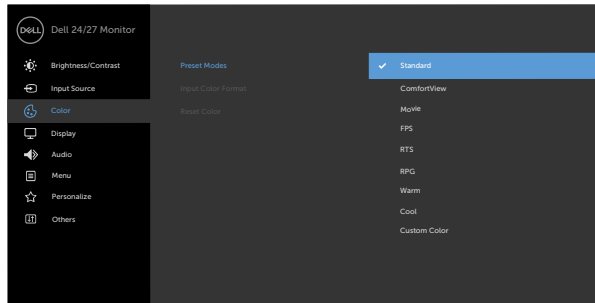 DELL Dell 24/27 Monitor
Brightness/Contrast
Input Source
Color
Display
Audio
Menu
Personalize
Others
Preset Modes
Input Color Format
Reset Color
Standard
ComfortView
Movie
FPS
RTS
RPG
Warm
Cool
Custom Color